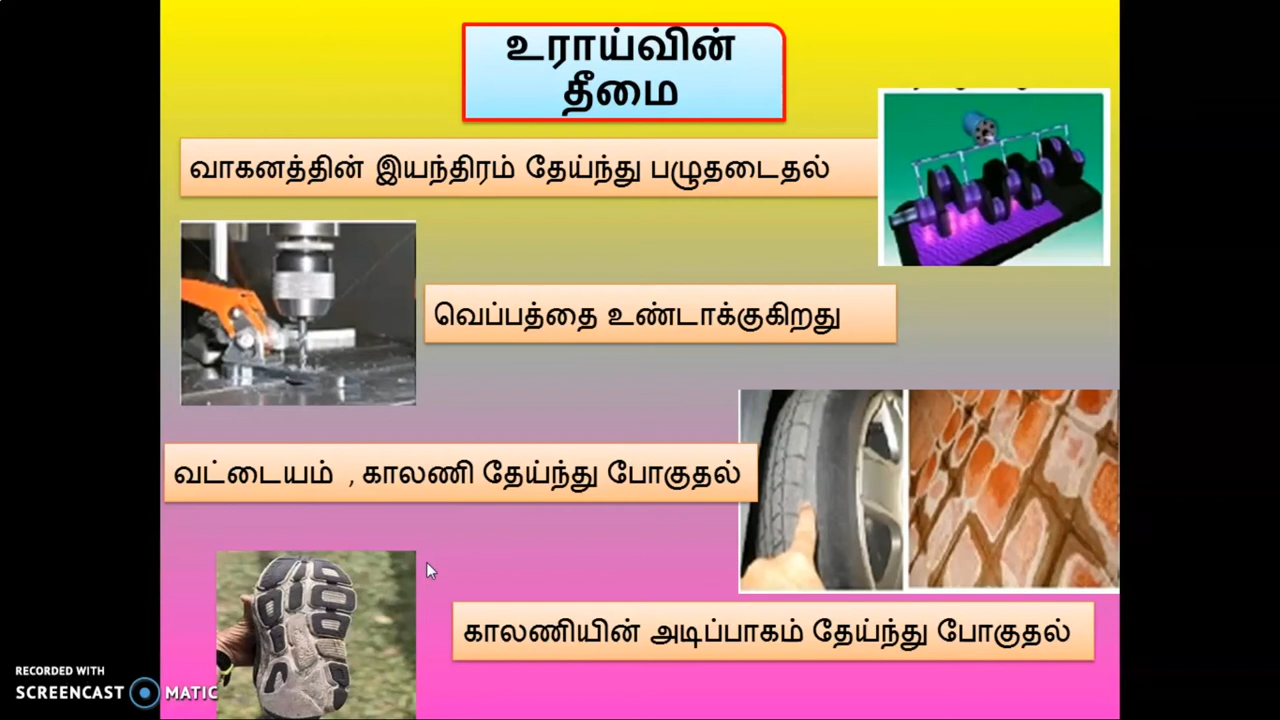 உராய்வின்
தீமை
வாகனத்தின் இயந்திரம் தேய்ந்து பழுதடைதல்
வெப்பத்தை உண்டாக்குகிறது
வட்டையம் , காலணி தேய்ந்து போகுதல்
காலணியின் அடிப்பாகம் தேய்ந்து போகுதல்
RECORDED WITH
SCREENCAST MATIC